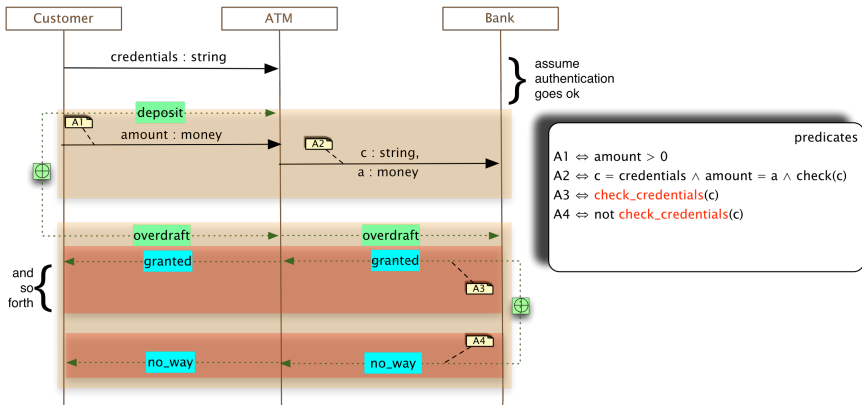 Customer
ATM
Bank
credentials : string
assume
authentication
goes ok
deposit
A1
amount : money
A2
c : string,
a : money
predicates
A1 ⇔ amount > 0
A2 ⇔ c = credentials ∧ amount = a ∧ check(c)
A3 ⇔ check_credentials(c)
A4 ⇔ not check_credentials(c)
overdraft
overdraft
granted
granted
and
so
forth
A3
A4
no_way
no_way